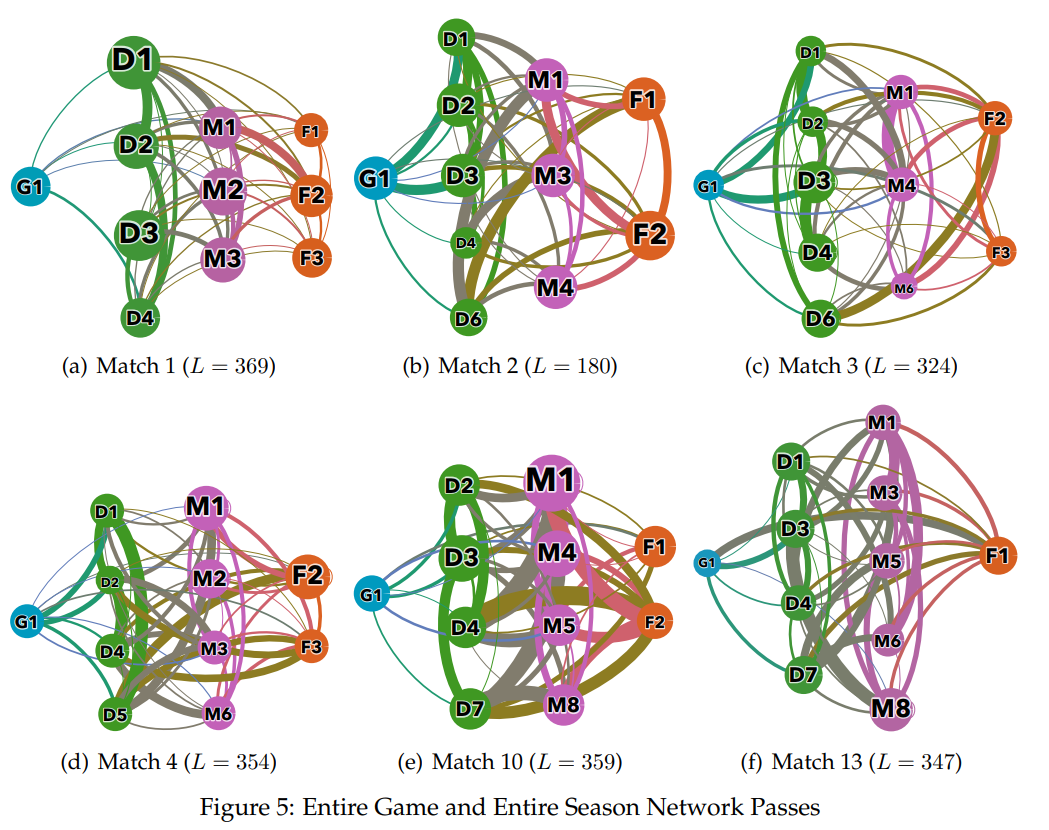 D1
D2
D3
D4
G1
M1
M2
M3
F1
F2
F3
(a) Match 1 (L = 369)
D1
D2
D3
D4
D6
G1
M1
M3
M4
F1
F2
(b) Match 2 (L = 180)
D1
D2
D3
D4
D6
G1
M1
M4
M6
F2
F3
(c) Match 3 (L = 324)
D1
D2
D4
D5
G1
M1
M2
M3
M6
F2
F3
(d) Match 4 (L = 354)
D2
D3
D4
D7
G1
M1
M4
M5
M8
F1
F2
(e) Match 10 (L = 359)
D1
D3
D4
D7
G1
M1
M3
M5
M6
M8
F1
(f) Match 13 (L = 347)
Figure 5: Entire Game and Entire Season Network Passes